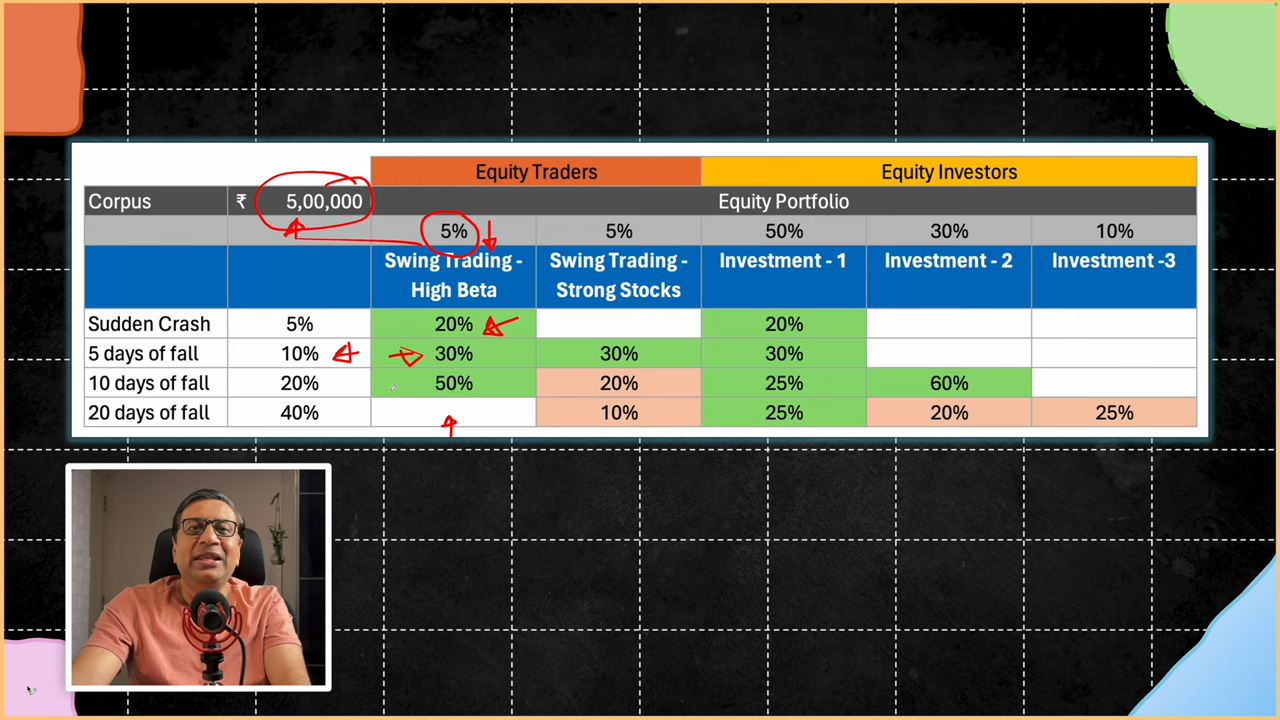 Equity Traders Equity Investors
Corpus ₹ 5,00,000 Equity Portfolio
5% 5% 50% 30% 10%
Swing Trading - Swing Trading - Investment - 1 Investment - 2 Investment -3
High Beta Strong Stocks
Sudden Crash 5% 20% 20%
5 days of fall 10% 30% 30% 30%
10 days of fall 20% 50% 20% 25% 60%
20 days of fall 40% 10% 25% 20% 25%